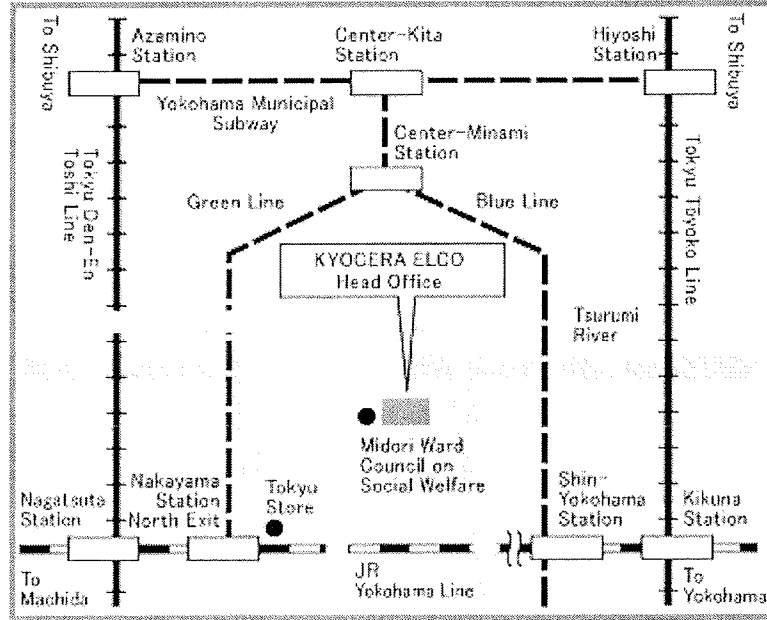 To Shibuya
Azamino
Station
Center-Kita
Station
Hiyoshi
Station
To Shibuya
Yokohama Municipal
Subway
Center-Minami
Station
Tokyu Den-En
Toshi Line
Green Line
Blue Line
Tokyu Toyoko Line
KYOCERA ELCO
Head Office
Tsurumi
River
Midori Ward
Council on
Social Welfare
Nagatsuta
Station
Nakayama
Station
North Exit
Tokyu
Store
Shin-
Yokohama
Station
Kikuna
Station
To
Machida
JR
Yokohama Line
To
Yokohama